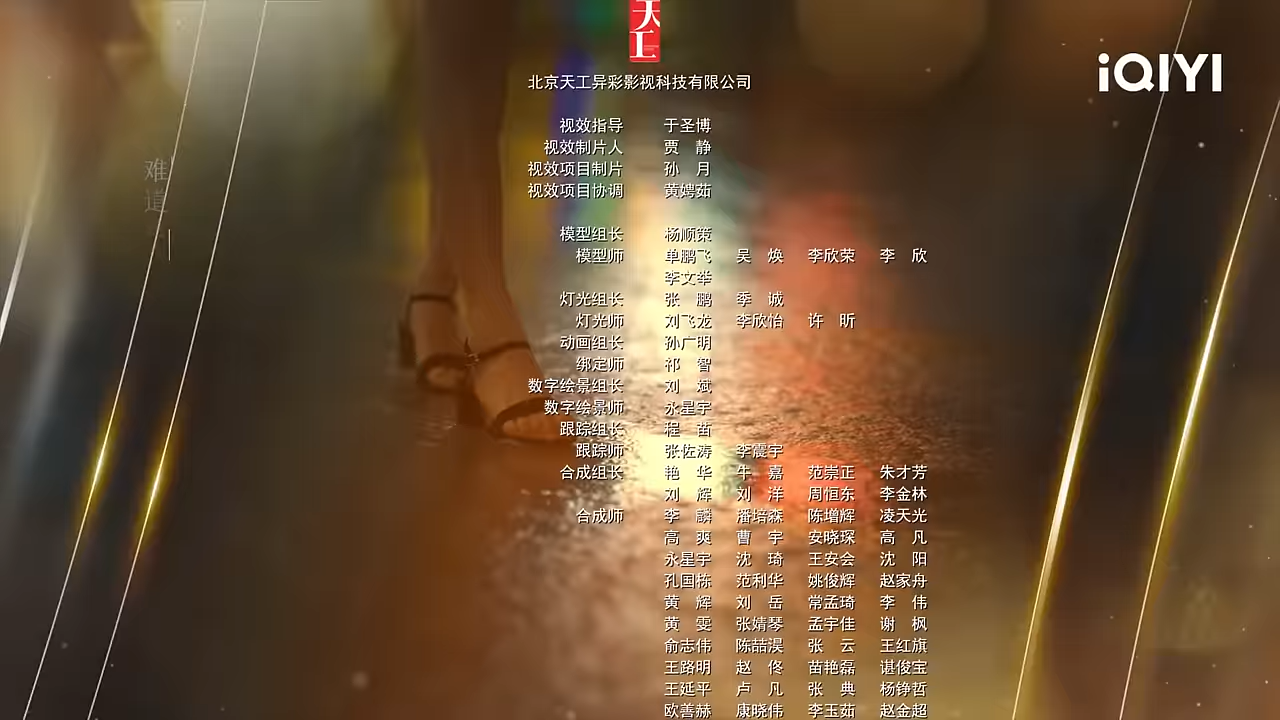 天工
iQIYI
北京天工异彩影视科技有限公司
难道
视效指导 于圣博
视效制片人 贾 静
视效项目制片 孙 月
视效项目协调 黄娉茹
模型组长 杨顺策
模型师 单鹏飞 吴 焕 李欣荣 李 欣
李文举
灯光组长 张 鹏 季 诚
灯光师 刘飞龙 李欣怡 许 昕
动画组长 孙广明
绑定师 祁 智
数字绘景组长 刘 斌
数字绘景师 永星宇
跟踪组长 程 苗
跟踪师 张佐涛 李震宇
合成组长 艳 华 牛 嘉 范崇正 朱才芳
刘 辉 刘 洋 周恒东 李金林
合成师 李 麟 潘培森 陈增辉 凌天光
高 爽 曹 宇 安晓琛 高 凡
永星宇 沈 琦 王安会 沈 阳
孔国栋 范利华 姚俊辉 赵家舟
黄 辉 刘 岳 常孟琦 李 伟
黄 雯 张婧琴 孟宇佳 谢 枫
俞志伟 陈喆淏 张 云 王红旗
王路明 赵 佟 苗艳磊 谌俊宝
王延平 卢 凡 张 典 杨铮哲
欧善赫 康晓伟 李玉茹 赵金超